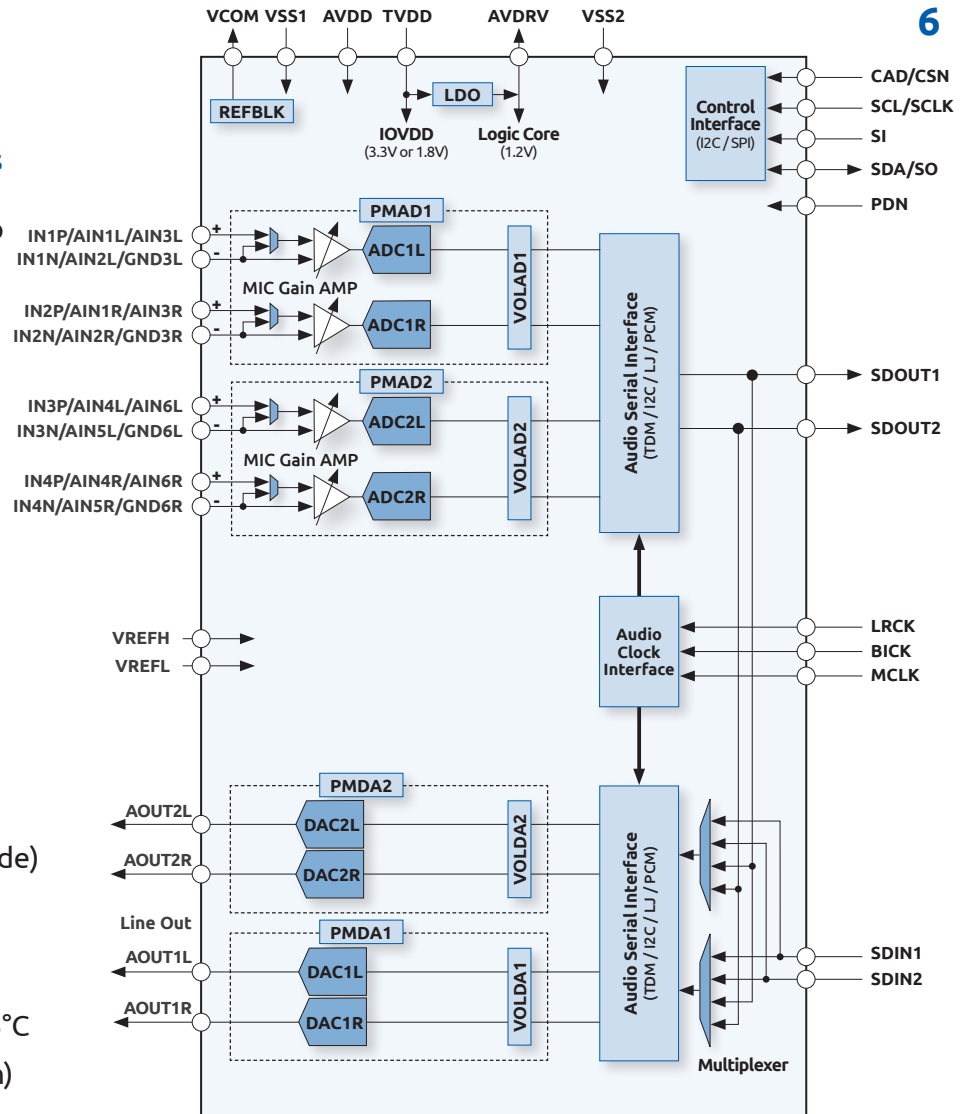 VCOM VSS1 AVDD TVDD AVDRV VSS2
6
REFBLK
LDO
IOVDD
(3.3V or 1.8V)
Logic Core
(1.2V)
Control
Interface
(I2C / SPI)
CAD/CSN
SCL/SCLK
SI
SDA/SO
PDN
s
PMAD1
IN1P/AIN1L/AIN3L
+
IN1N/AIN2L/GND3L
-
ADC1L
MIC Gain AMP
IN2P/AIN1R/AIN3R
+
IN2N/AIN2R/GND3R
-
ADC1R
VOLAD1
PMAD2
IN3P/AIN4L/AIN6L
+
IN3N/AIN5L/GND6L
-
ADC2L
MIC Gain AMP
IN4P/AIN4R/AIN6R
+
IN4N/AIN5R/GND6R
-
ADC2R
VOLAD2
Audio Serial Interface
(TDM / I2C / LJ / PCM)
SDOUT1
SDOUT2
VREFH
VREFL
Audio
Clock
Interface
LRCK
BICK
MCLK
PMDA2
AOUT2L
DAC2L
AOUT2R
DAC2R
VOLDA2
de)
Line Out
PMDA1
AOUT1L
DAC1L
AOUT1R
DAC1R
VOLDA1
°C
)
Audio Serial Interface
(TDM / I2C / LJ / PCM)
SDIN1
SDIN2
Multiplexer